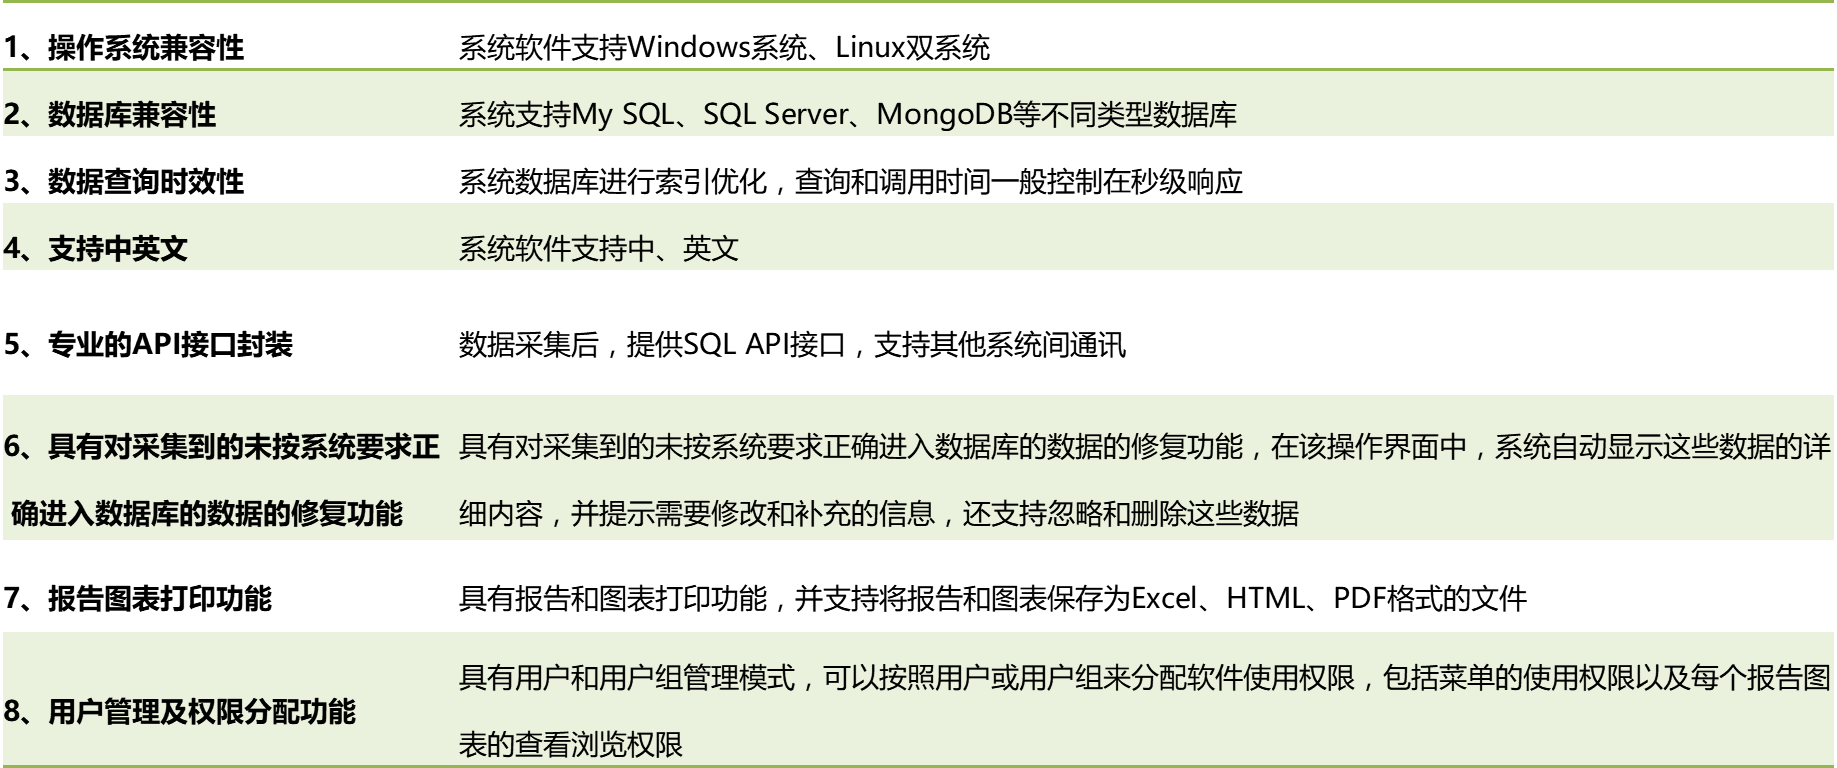 1、操作系统兼容性 系统软件支持Windows系统、Linux双系统
2、数据库兼容性 系统支持My SQL、SQL Server、MongoDB等不同类型数据库
3、数据查询时效性 系统数据库进行索引优化，查询和调用时间一般控制在秒级响应
4、支持中英文 系统软件支持中、英文
5、专业的API接口封装 数据采集后，提供SQL API接口，支持其他系统间通讯
6、具有对采集到的未按系统要求正 具有对采集到的未按系统要求正确进入数据库的数据的修复功能，在该操作界面中，系统自动显示这些数据的详
确进入数据库的数据的修复功能 细内容，并提示需要修改和补充的信息，还支持忽略和删除这些数据
7、报告图表打印功能 具有报告和图表打印功能，并支持将报告和图表保存为Excel、HTML、PDF格式的文件
8、用户管理及权限分配功能 具有用户和用户组管理模式，可以按照用户或用户组来分配软件使用权限，包括菜单的使用权限以及每个报告图
表的查看浏览权限